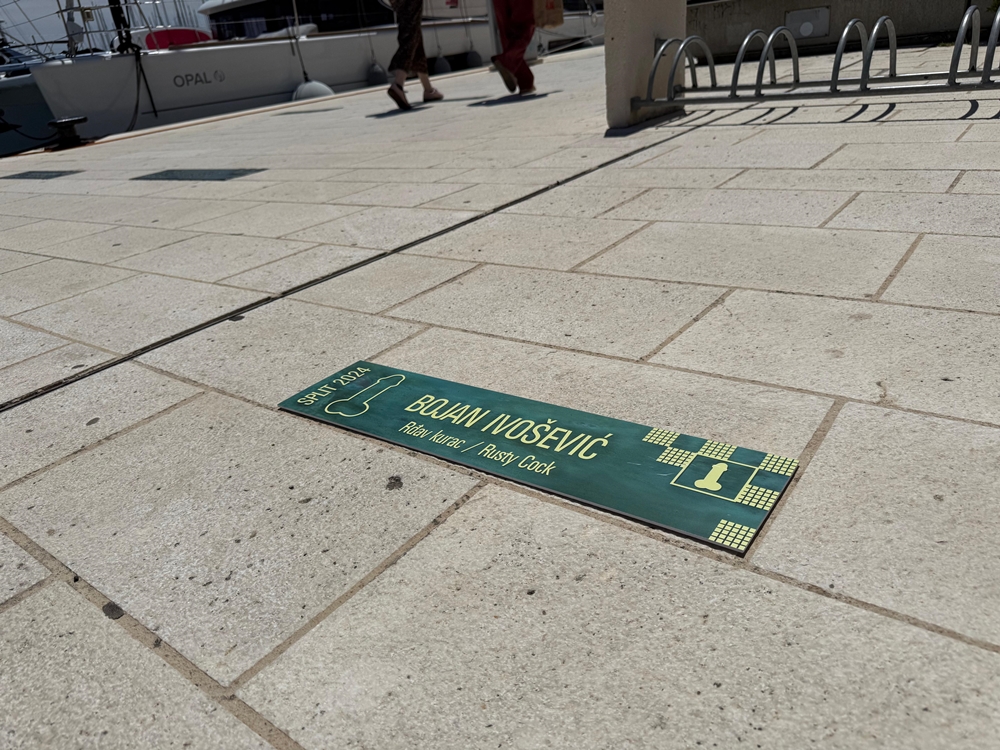 OPAL
SPLIT 2024
BOJAN IVOŠEVIĆ
Rđav kurac / Rusty Cock